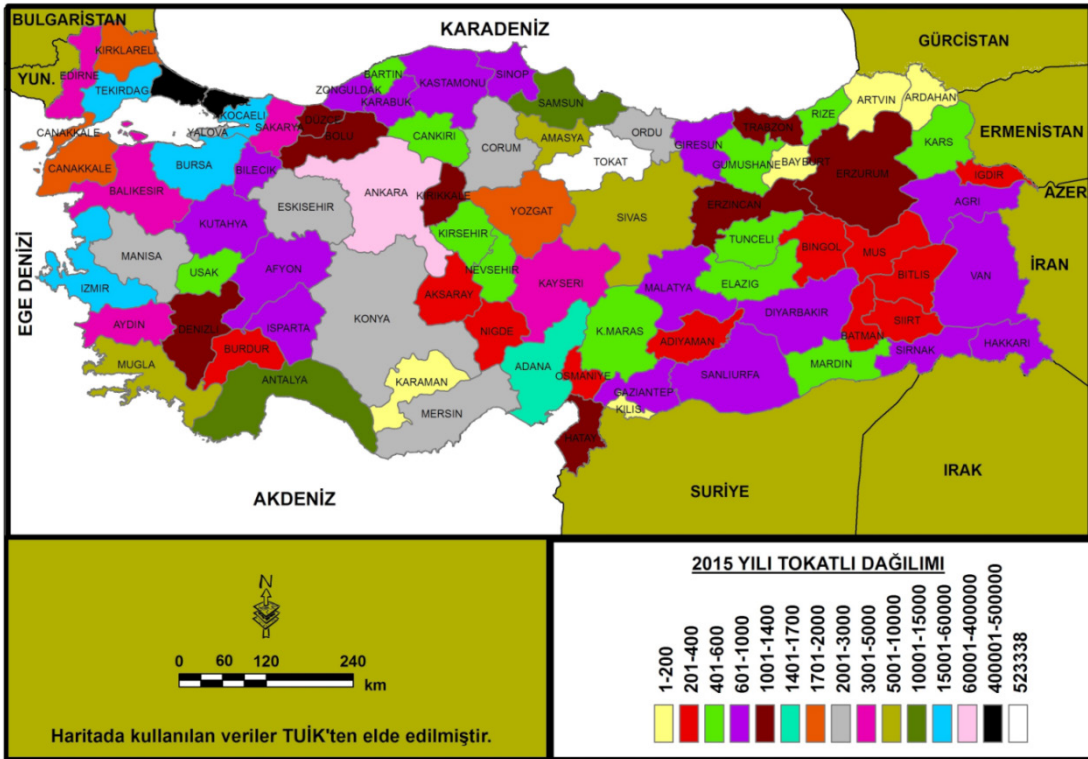 BULGARİSTAN
KARADENİZ
GÜRCİSTAN
YUN.
ERMENİSTAN
AZER
İRAN
EGE DENİZİ
AKDENİZ
SURİYE
IRAK
KIRKLARELİ
EDIRNE
TEKIRDAG
KOCAELI
YALOVA
SAKARYA
DUZCE
BOLU
ZONGULDAK
BARTIN
KARABUK
KASTAMONU
SINOP
SAMSUN
CANKIRI
CORUM
AMASYA
ORDU
TOKAT
GIRESUN
TRABZON
RIZE
ARTVIN
ARDAHAN
GUMUSHANE
BAYBURT
KARS
ERZURUM
IGDIR
CANAKKALE
CANAKKALE
BALIKESIR
BURSA
BILECIK
ESKISEHIR
ANKARA
KIRIKKALE
YOZGAT
SIVAS
ERZINCAN
AGRI
KUTAHYA
KIRSEHIR
TUNCELI
BINGOL
MUS
BITLIS
VAN
MANISA
USAK
AFYON
NEVSEHIR
KAYSERI
MALATYA
ELAZIG
DIYARBAKIR
IZMIR
AKSARAY
KONYA
NIGDE
K.MARAS
ADIYAMAN
BATMAN
SIIRT
SIRNAK
HAKKARI
AYDIN
DENIZLI
BURDUR
ISPARTA
MUGLA
ANTALYA
KARAMAN
MERSIN
ADANA
OSMANIYE
GAZIANTEP
SANLIURFA
MARDIN
KILIS
HATAY
N
0 60 120 240
km
Haritada kullanılan veriler TUİK'ten elde edilmiştir.
2015 YILI TOKATLI DAĞILIMI
1-200
201-400
401-600
601-1000
1001-1400
1401-1700
1701-2000
2001-3000
3001-5000
5001-10000
10001-15000
15001-60000
60001-400000
400001-500000
523338